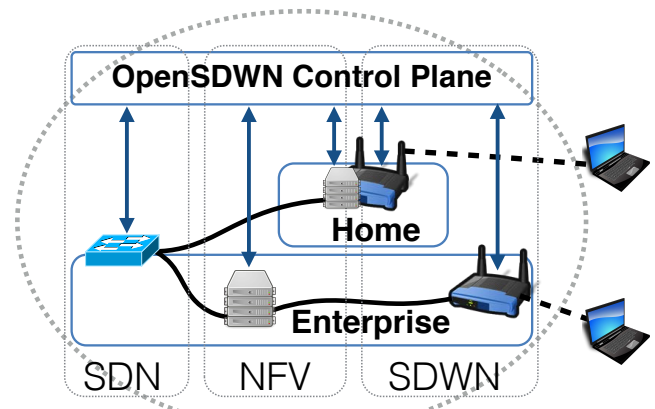 OpenSDWN Control Plane
Home
Enterprise
SDN
NFV
SDWN